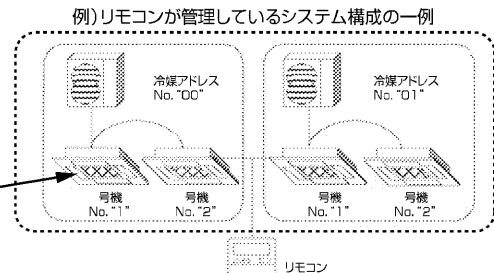 例)リモコンが管理しているシステム構成の一例
冷媒アドレス
No. “00”
号機
No. “1”
号機
No. “2”
冷媒アドレス
No. “01”
号機
No. “1”
号機
No. “2”
リモコン